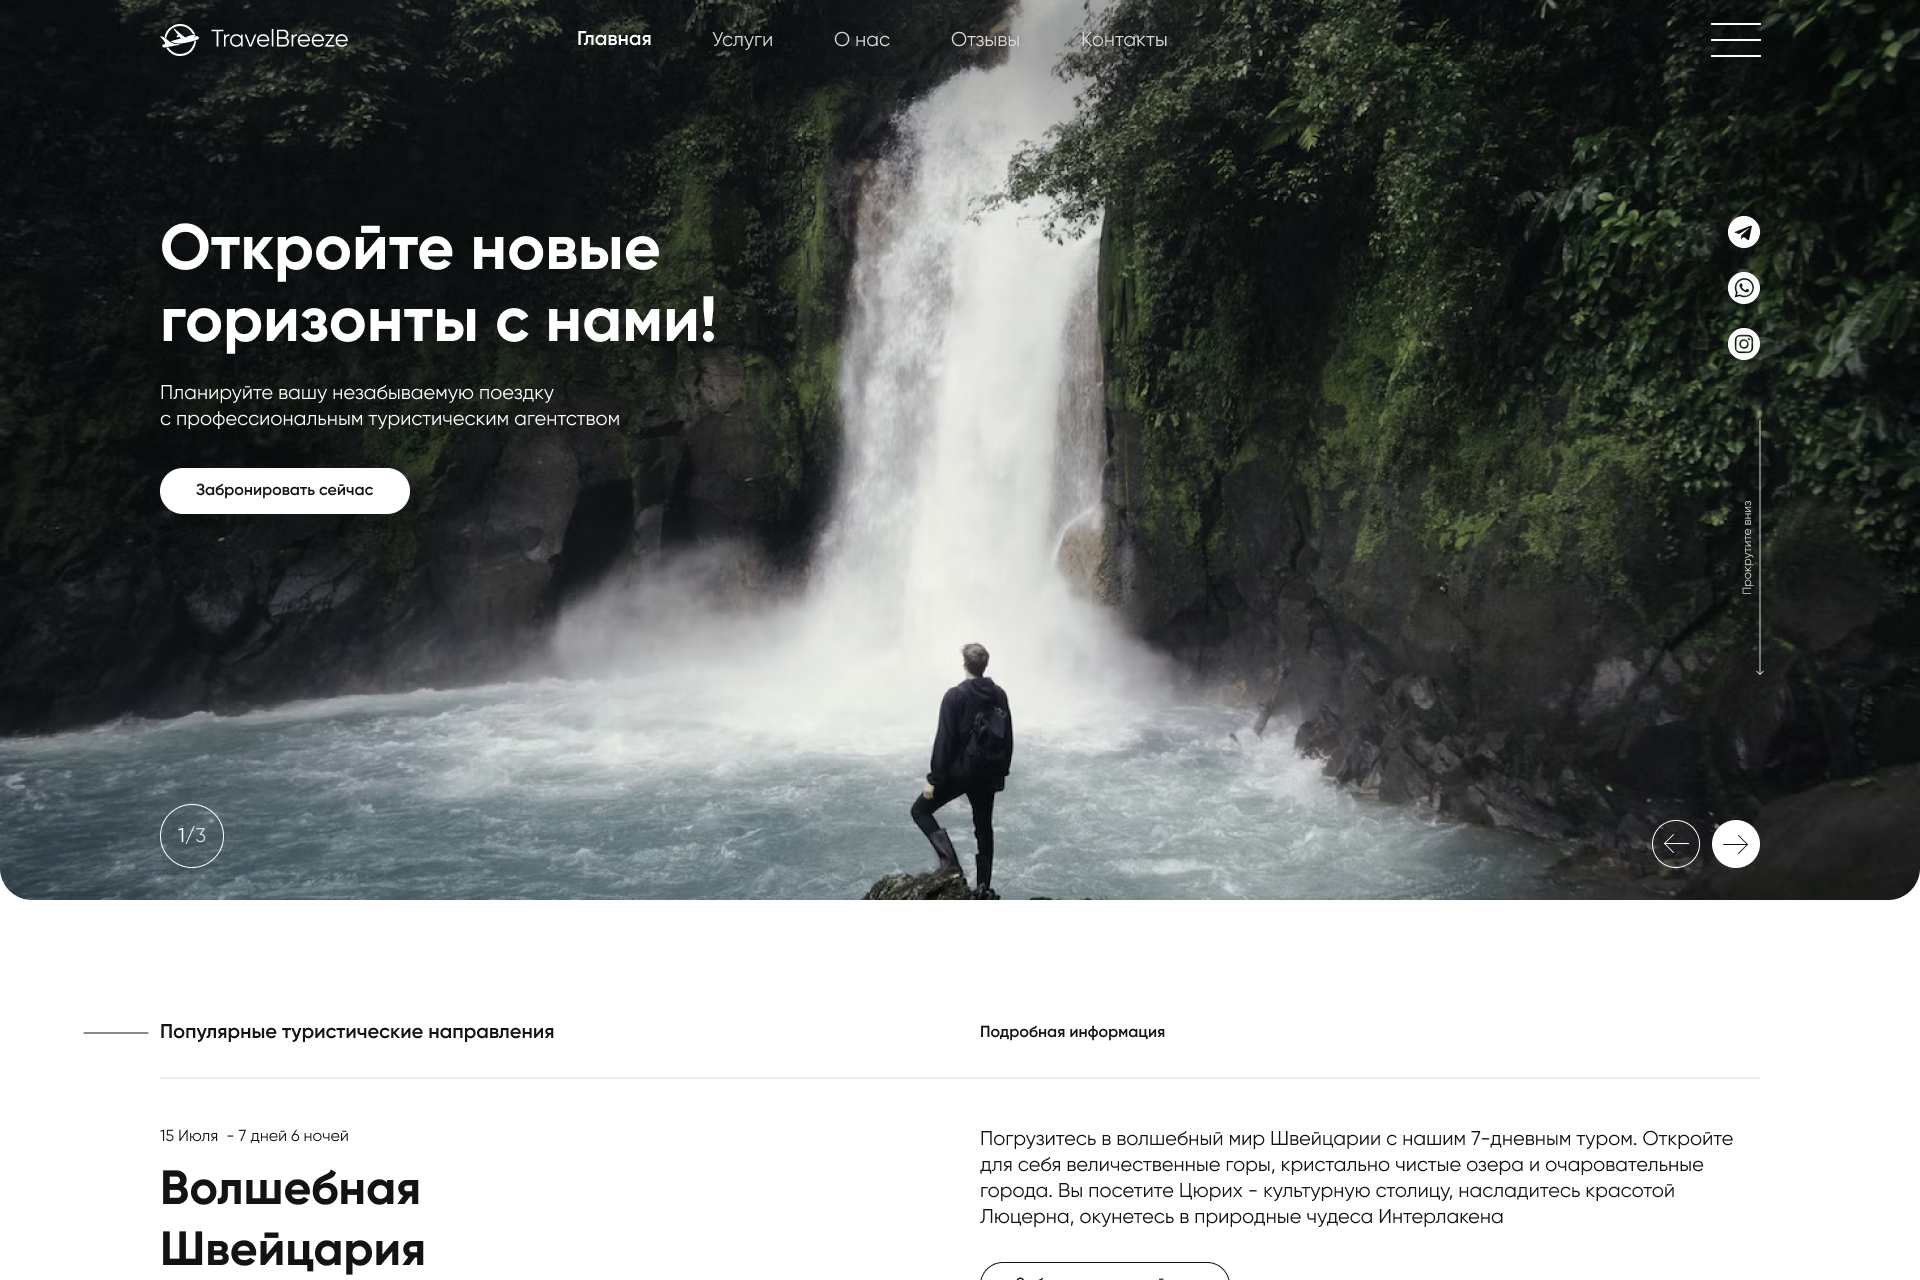 TravelBreeze
Главная
Услуги
О нас
Отзывы
Контакты
Откройте новые
горизонты с нами!
Планируйте вашу незабываемую поездку
с профессиональным туристическим агентством
Забронировать сейчас
Прокрутите вниз
1/3
Популярные туристические направления
Подробная информация
15 Июля - 7 дней 6 ночей
Волшебная
Швейцария
Погрузитесь в волшебный мир Швейцарии с нашим 7-дневным туром. Откройте
для себя величественные горы, кристально чистые озера и очаровательные
города. Вы посетите Цюрих - культурную столицу, насладитесь красотой
Люцерна, окунетесь в природные чудеса Интерлакена